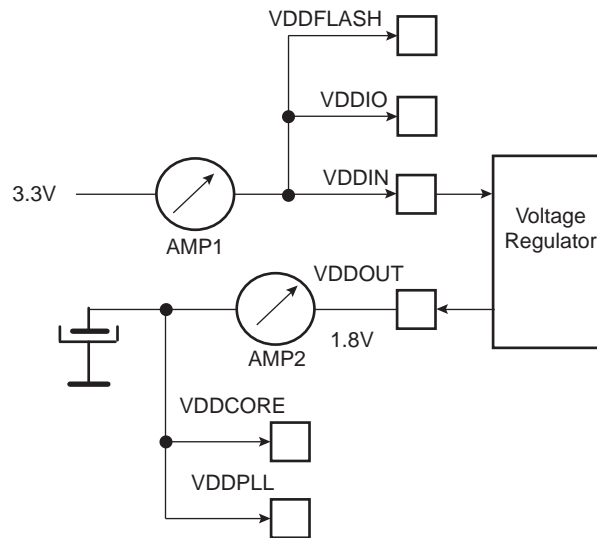 VDDFLASH
VDDIO
3.3V
VDDIN
AMP1
Voltage
Regulator
VDDOUT
1.8V
AMP2
VDDCORE
VDDPLL